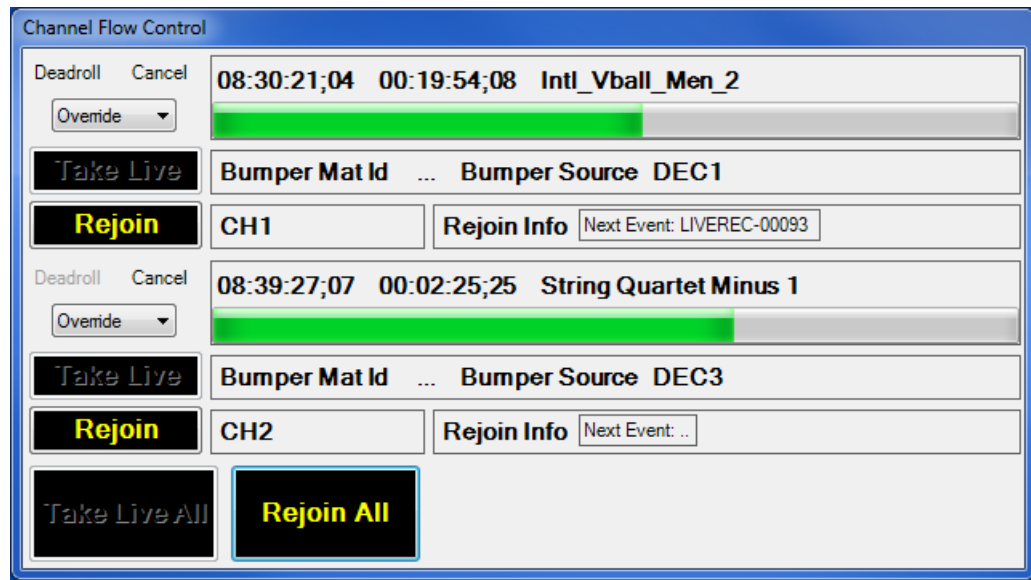 Channel Flow Control
Deadroll Cancel
08:30:21;04 00:19:54;08 Intl_Vball_Men_2
Override
Take Live
Bumper Mat Id ... Bumper Source DEC1
Rejoin
CH1
Rejoin Info Next Event: LIVEREC-00093
Deadroll Cancel
08:39:27;07 00:02:25;25 String Quartet Minus 1
Override
Take Live
Bumper Mat Id ... Bumper Source DEC3
Rejoin
CH2
Rejoin Info Next Event: ..
Take Live All
Rejoin All